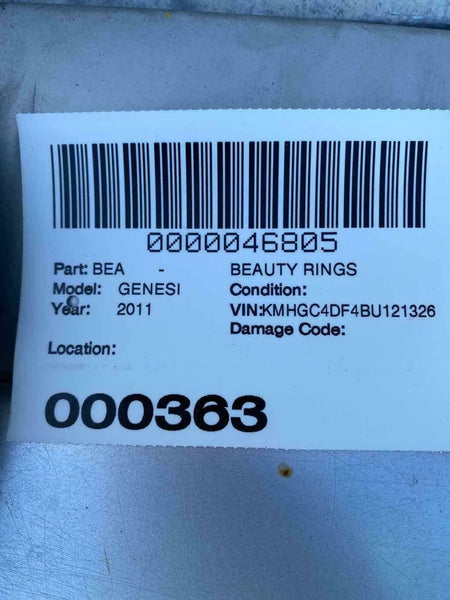 0000046805
Part: BEA - BEAUTY RINGS
Model: GENESI Condition:
Year: 2011 VIN:KMHGC4DF4BU121326
Damage Code:
Location:
000363